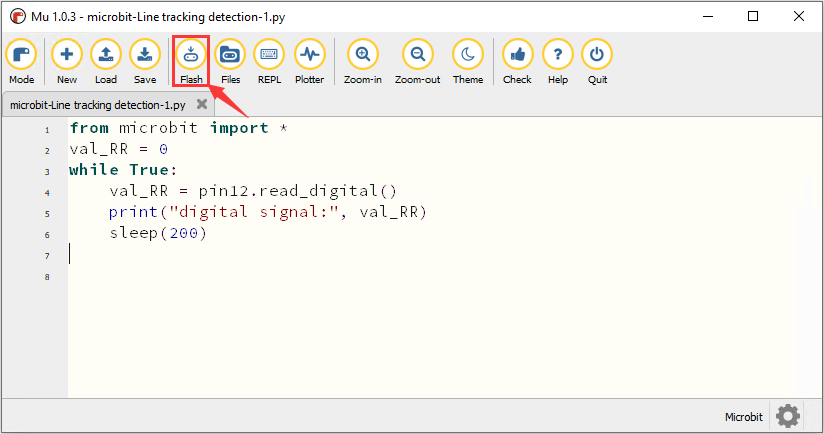 Mu 1.0.3 - microbit-Line tracking detection-1.py
Mode New Load Save Flash Files REPL Plotter Zoom-in Zoom-out Theme Check Help Quit
microbit-Line tracking detection-1.py
1 from microbit import *
2 val_RR = 0
3 while True:
4 val_RR = pin12.read_digital()
5 print("digital signal:", val_RR)
6 sleep(200)
7
8
Microbit